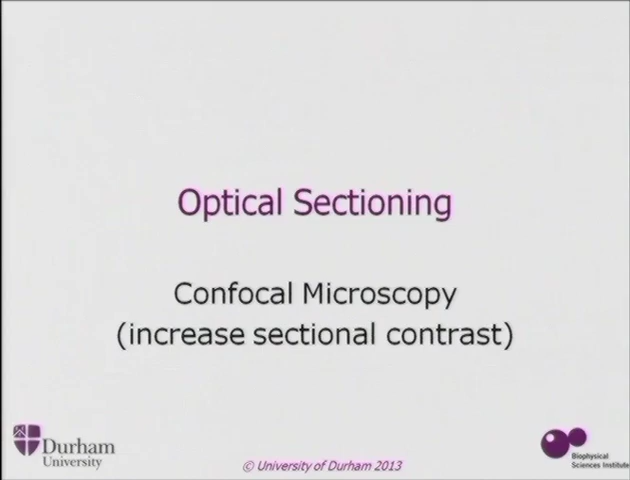 Optical Sectioning
Confocal Microscopy
(increase sectional contrast)
Durham
University
© University of Durham 2013
Biophysical
Sciences Institute